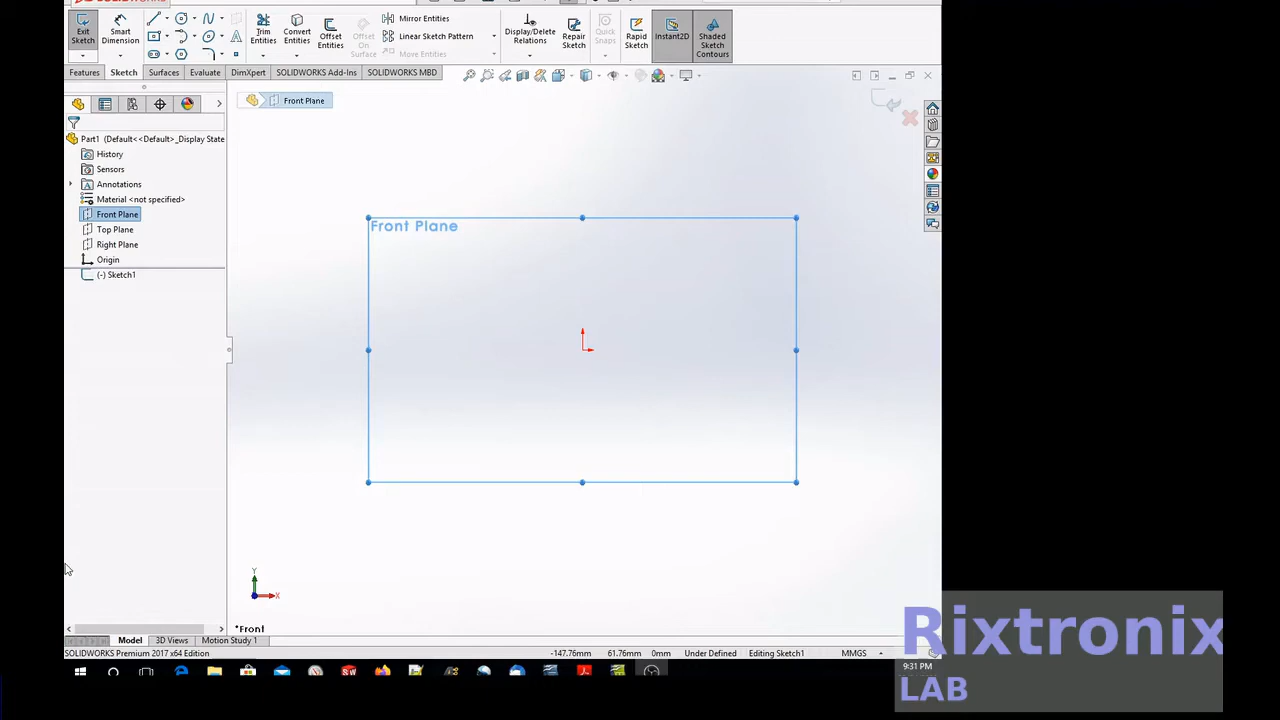 SOLIDWORKS
Exit Sketch
Smart Dimension
Trim Entities
Convert Entities
Offset Entities
Offset On Surface
Mirror Entities
Linear Sketch Pattern
Move Entities
Display/Delete Relations
Repair Sketch
Quick Snaps
Rapid Sketch
Instant2D
Shaded Sketch Contours
Features
Sketch
Surfaces
Evaluate
DimXpert
SOLIDWORKS Add-Ins
SOLIDWORKS MBD
Front Plane
Part1 (Default<<Default>_Display State
History
Sensors
Annotations
Material <not specified>
Front Plane
Top Plane
Right Plane
Origin
(-) Sketch1
Front Plane
Y
X
*Front
Model
3D Views
Motion Study 1
SOLIDWORKS Premium 2017 x64 Edition
-147.76mm
61.76mm
0mm
Under Defined
Editing Sketch1
MMGS
9:31 PM
Rixtronix
LAB